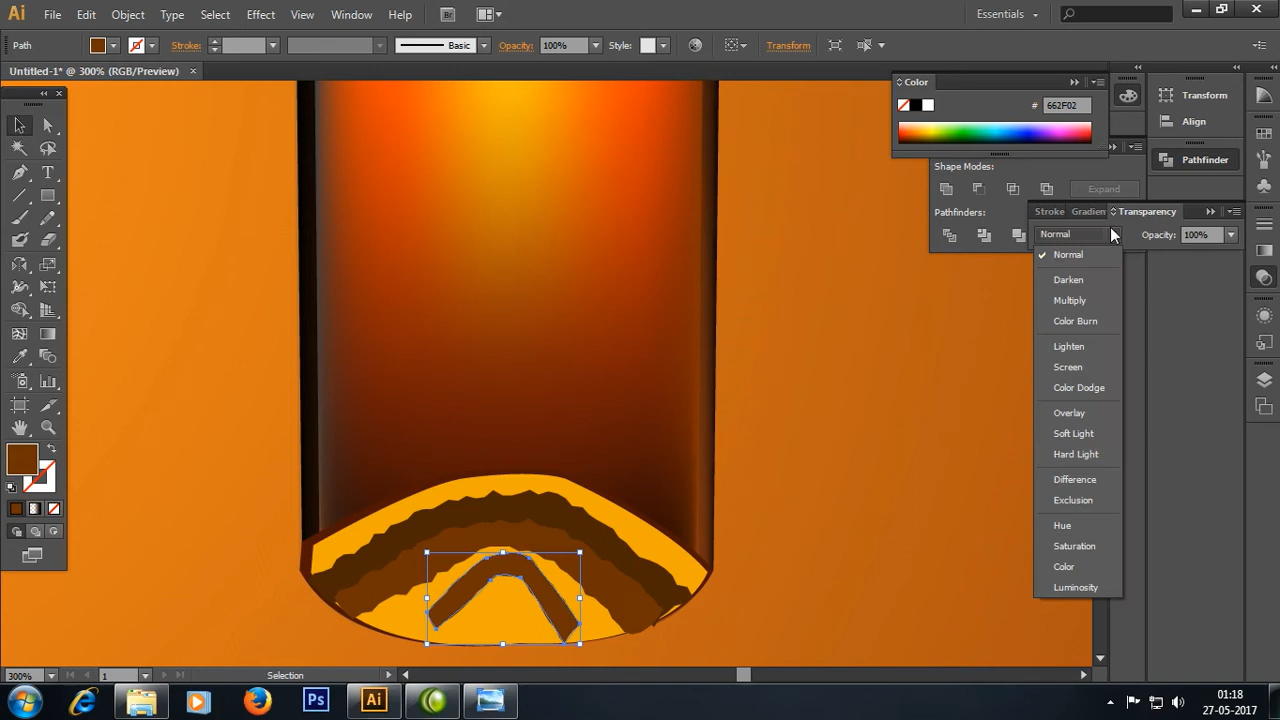 Ai File Edit Object Type Select Effect View Window Help Br Essentials
Path Stroke: Basic Opacity: 100% Style: Transform
Untitled-1* @ 300% (RGB/Preview) ×
Color
# 662F02
Transform
Align
Pathfinder
Shape Modes:
Expand
Pathfinders:
Stroke Gradien Transparency
Normal Opacity: 100%
Normal
Darken
Multiply
Color Burn
Lighten
Screen
Color Dodge
Overlay
Soft Light
Hard Light
Difference
Exclusion
Hue
Saturation
Color
Luminosity
300% 1 Selection
Ps Ai
01:18
27-05-2017